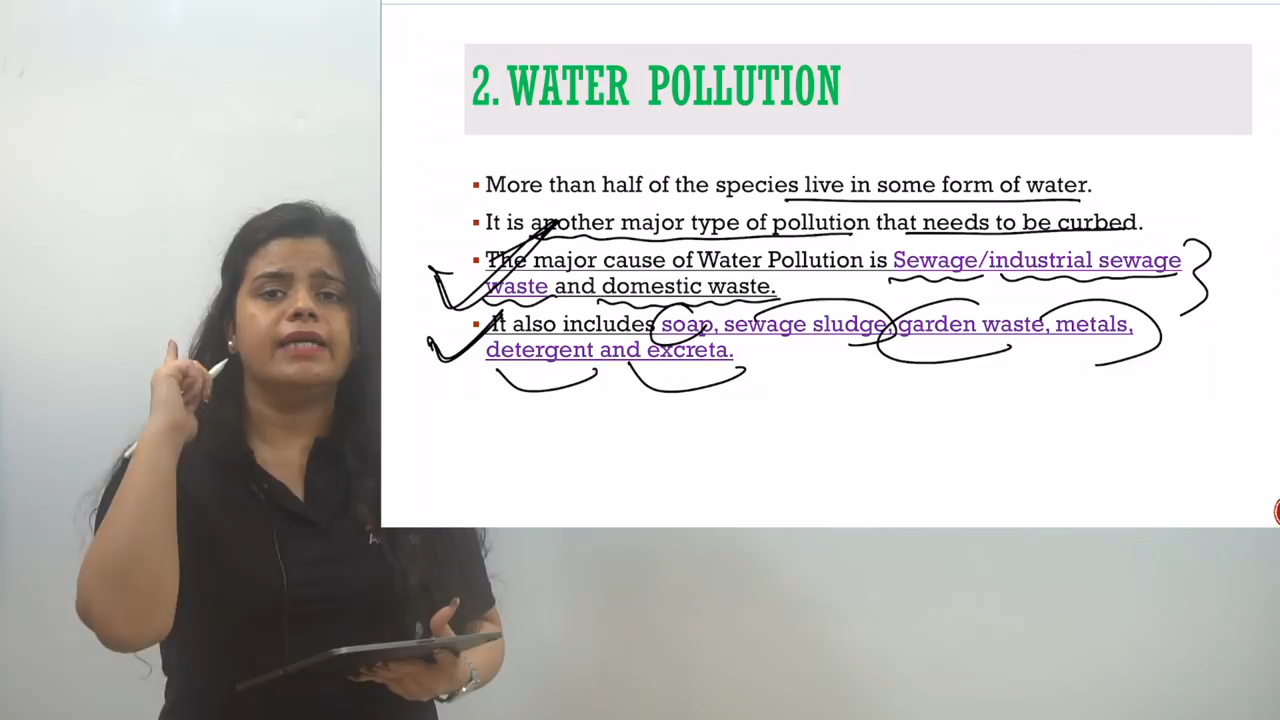 2. WATER POLLUTION
▪ More than half of the species live in some form of water.
▪ It is another major type of pollution that needs to be curbed.
▪ The major cause of Water Pollution is Sewage/industrial sewage
waste and domestic waste.
▪ It also includes soap, sewage sludge, garden waste, metals,
detergent and excreta.